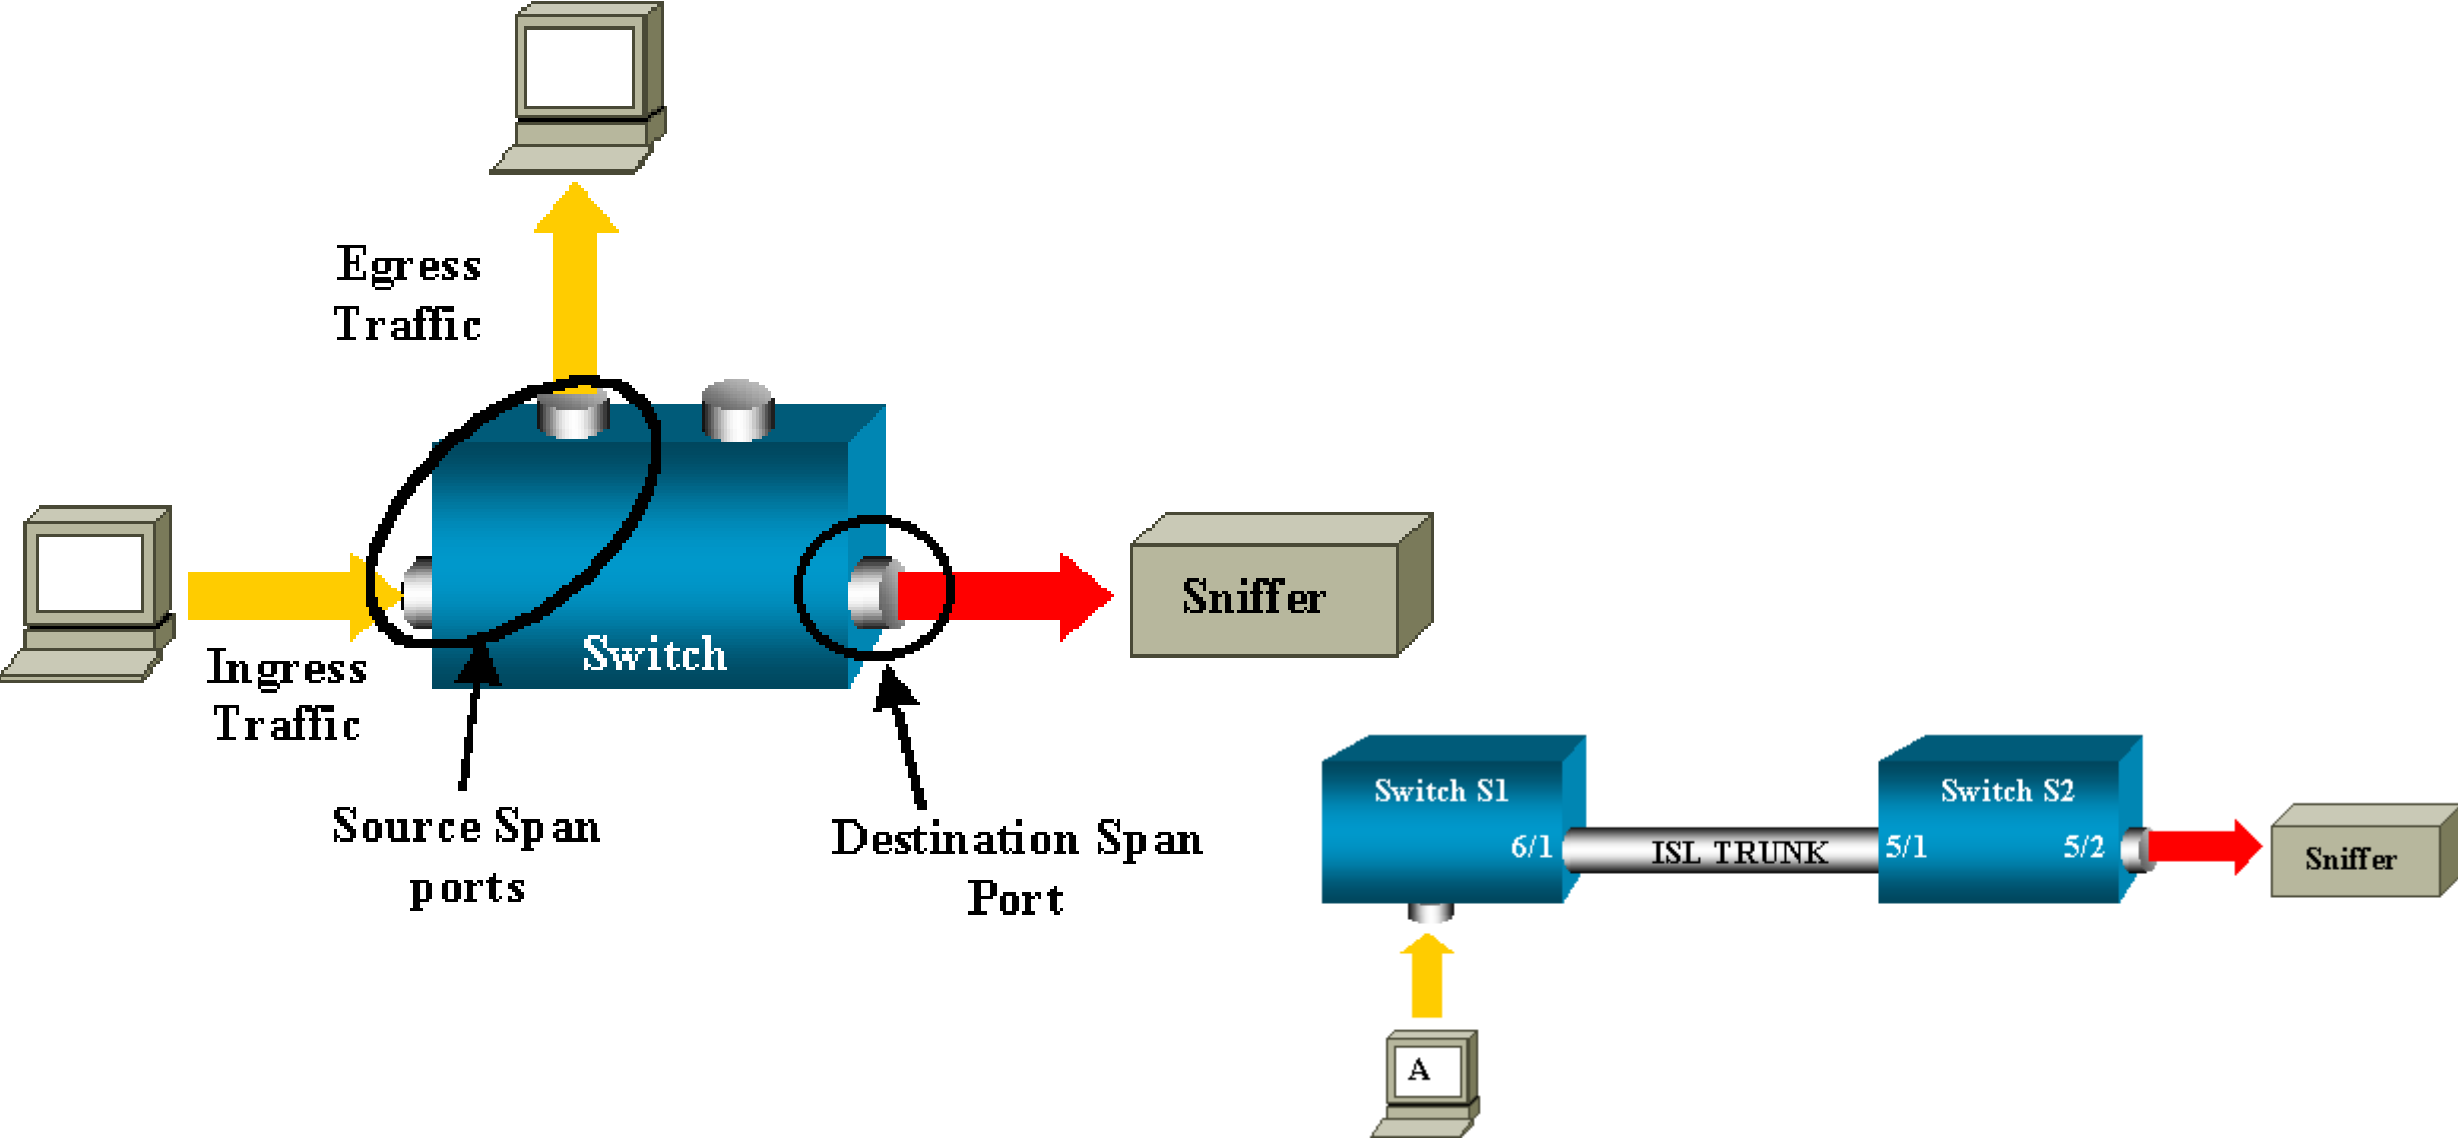 Egress
Traffic
Ingress
Traffic
Switch
Sniffer
Source Span
ports
Destination Span
Port
Switch S1
6/1
ISL TRUNK
Switch S2
5/1
5/2
Sniffer
A